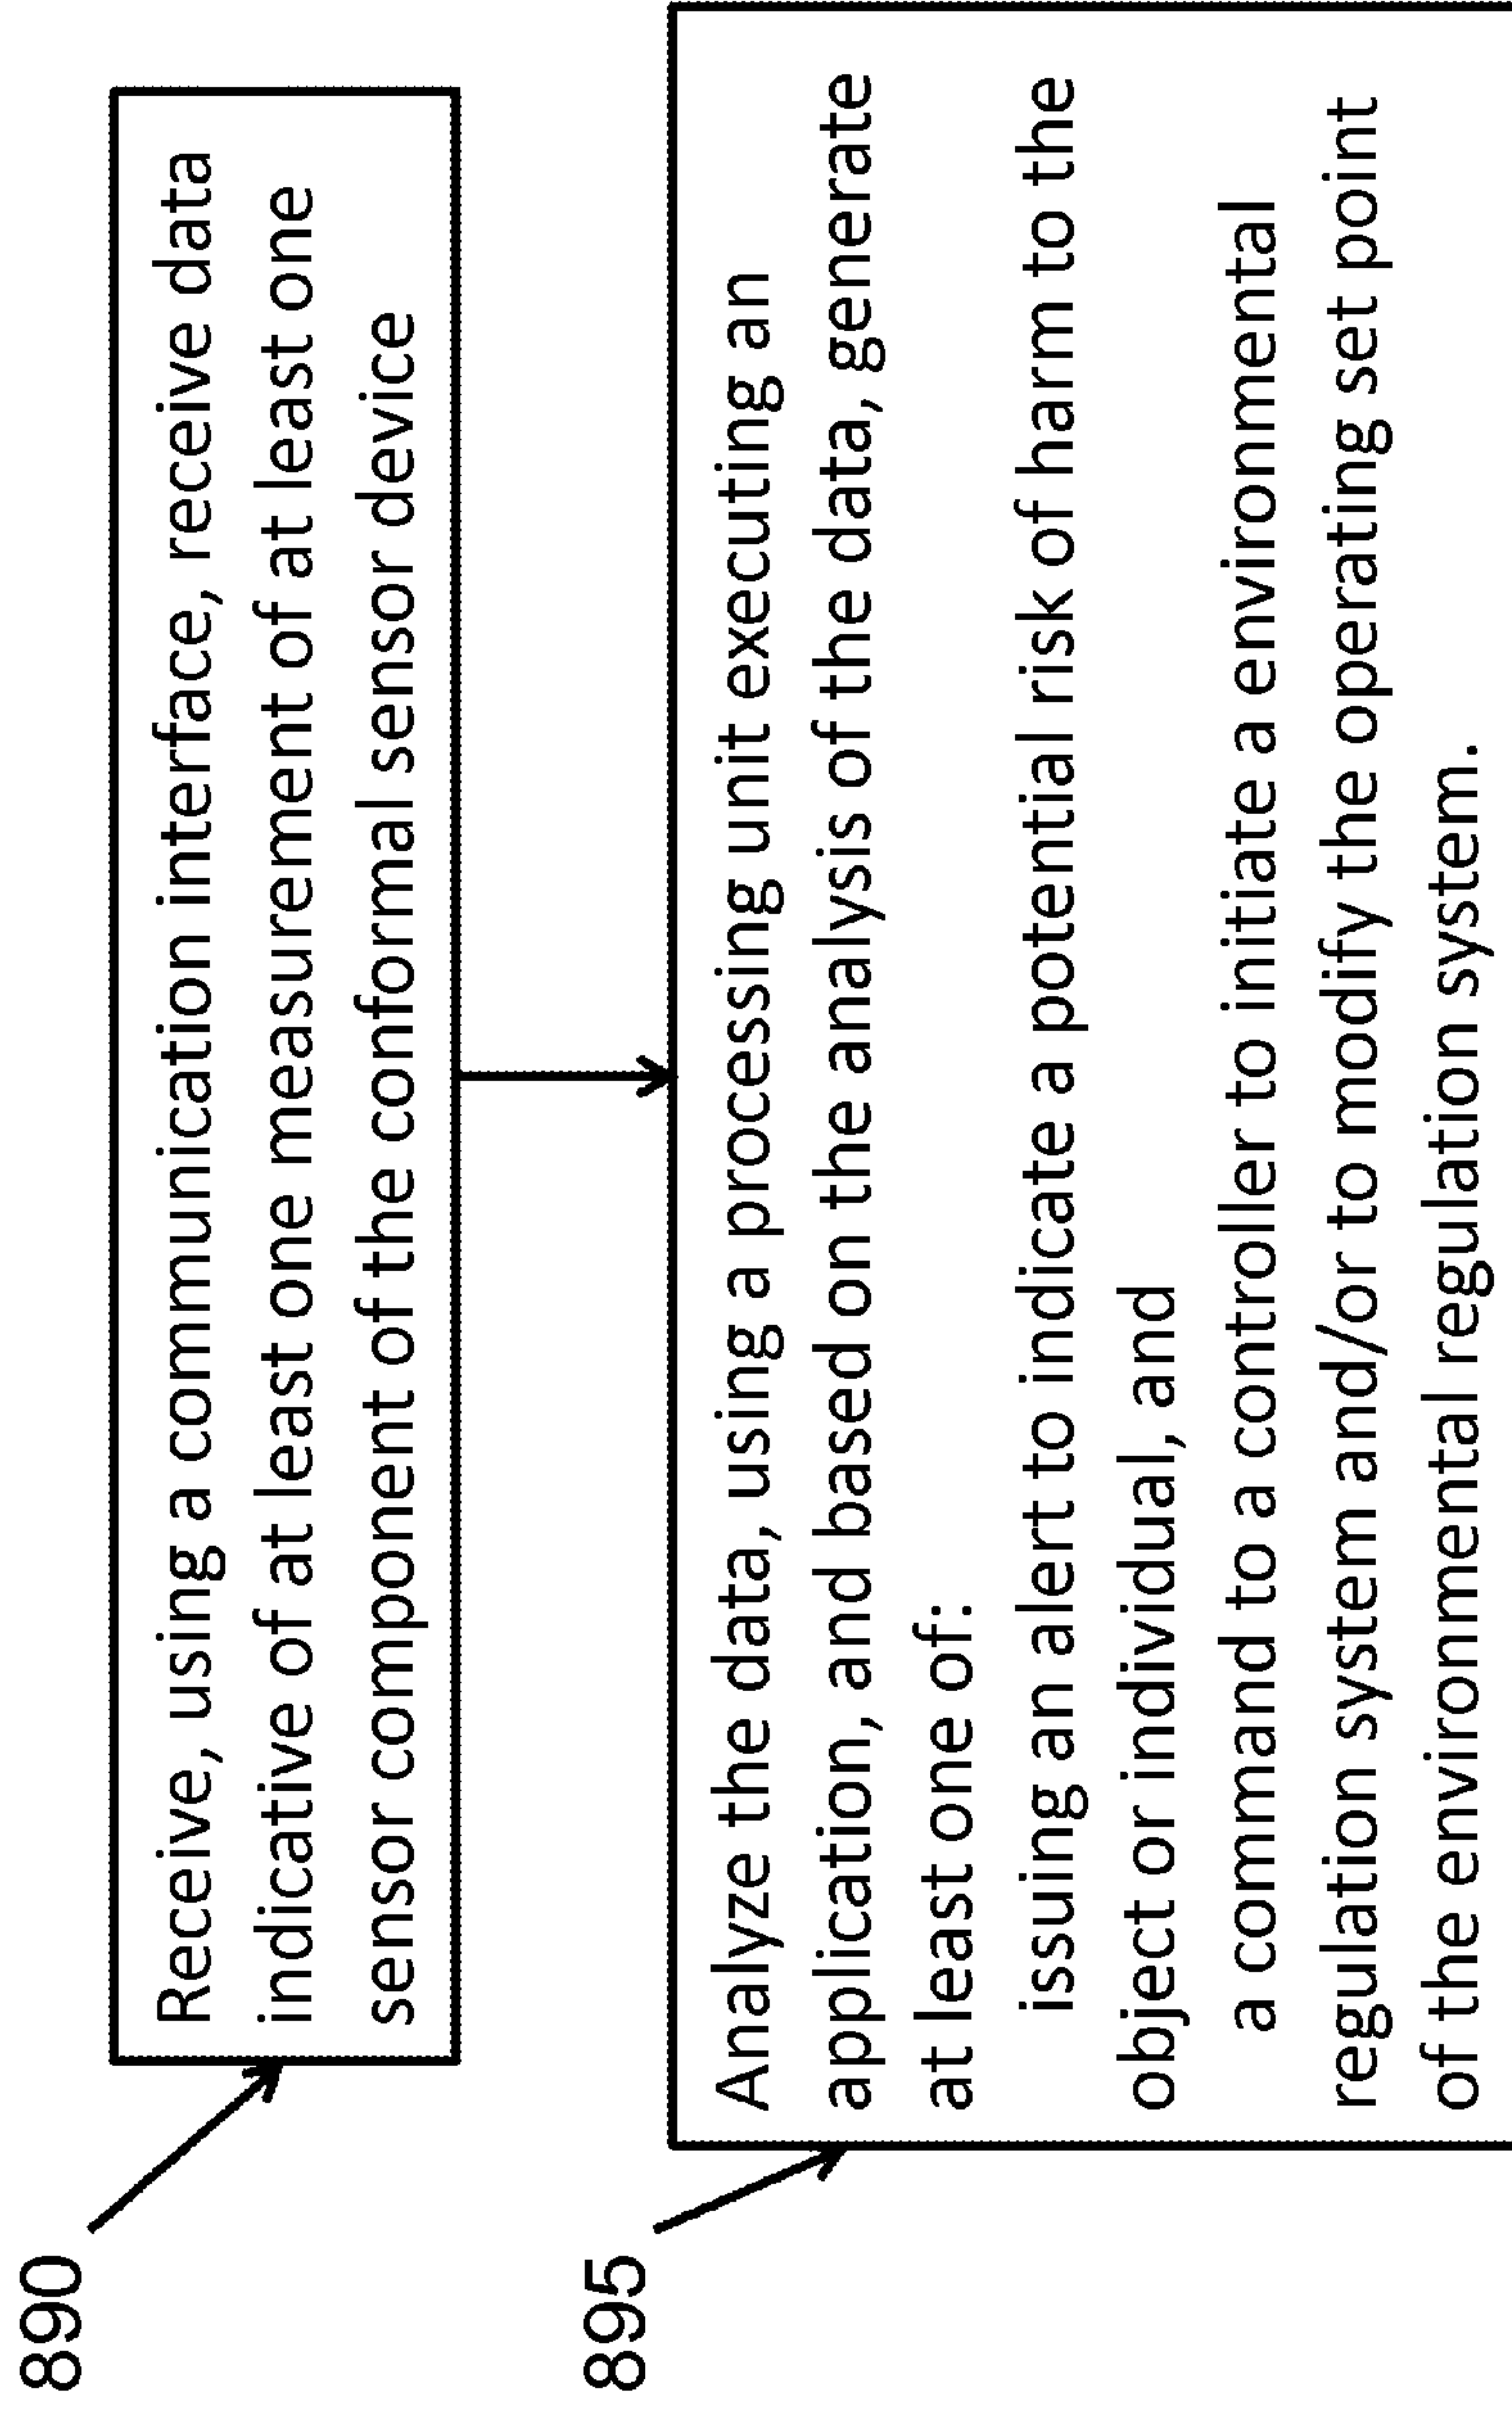 890
Receive, using a communication interface, receive data
indicative of at least one measurement of at least one
sensor component of the conformal sensor device
895
Analyze the data, using a processing unit executing an
application, and based on the analysis of the data, generate
at least one of:
issuing an alert to indicate a potential risk of harm to the
object or individual, and
a command to a controller to initiate a environmental
regulation system and/or to modify the operating set point
of the environmental regulation system.